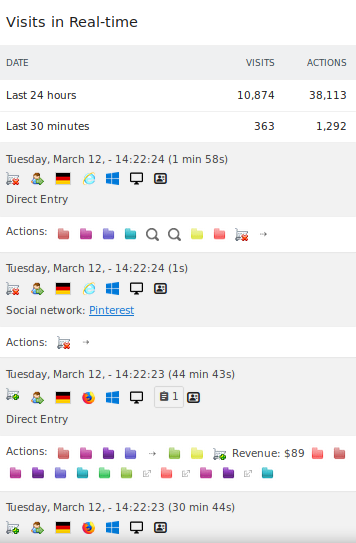 Visits in Real-time
DATE VISITS ACTIONS
Last 24 hours 10,874 38,113
Last 30 minutes 363 1,292
Tuesday, March 12, - 14:22:24 (1 min 58s)
Direct Entry
Actions:
Tuesday, March 12, - 14:22:24 (1s)
Social network: Pinterest
Actions:
Tuesday, March 12, - 14:22:23 (44 min 43s)
1
Direct Entry
Actions: Revenue: $89
Tuesday, March 12, - 14:22:23 (30 min 44s)